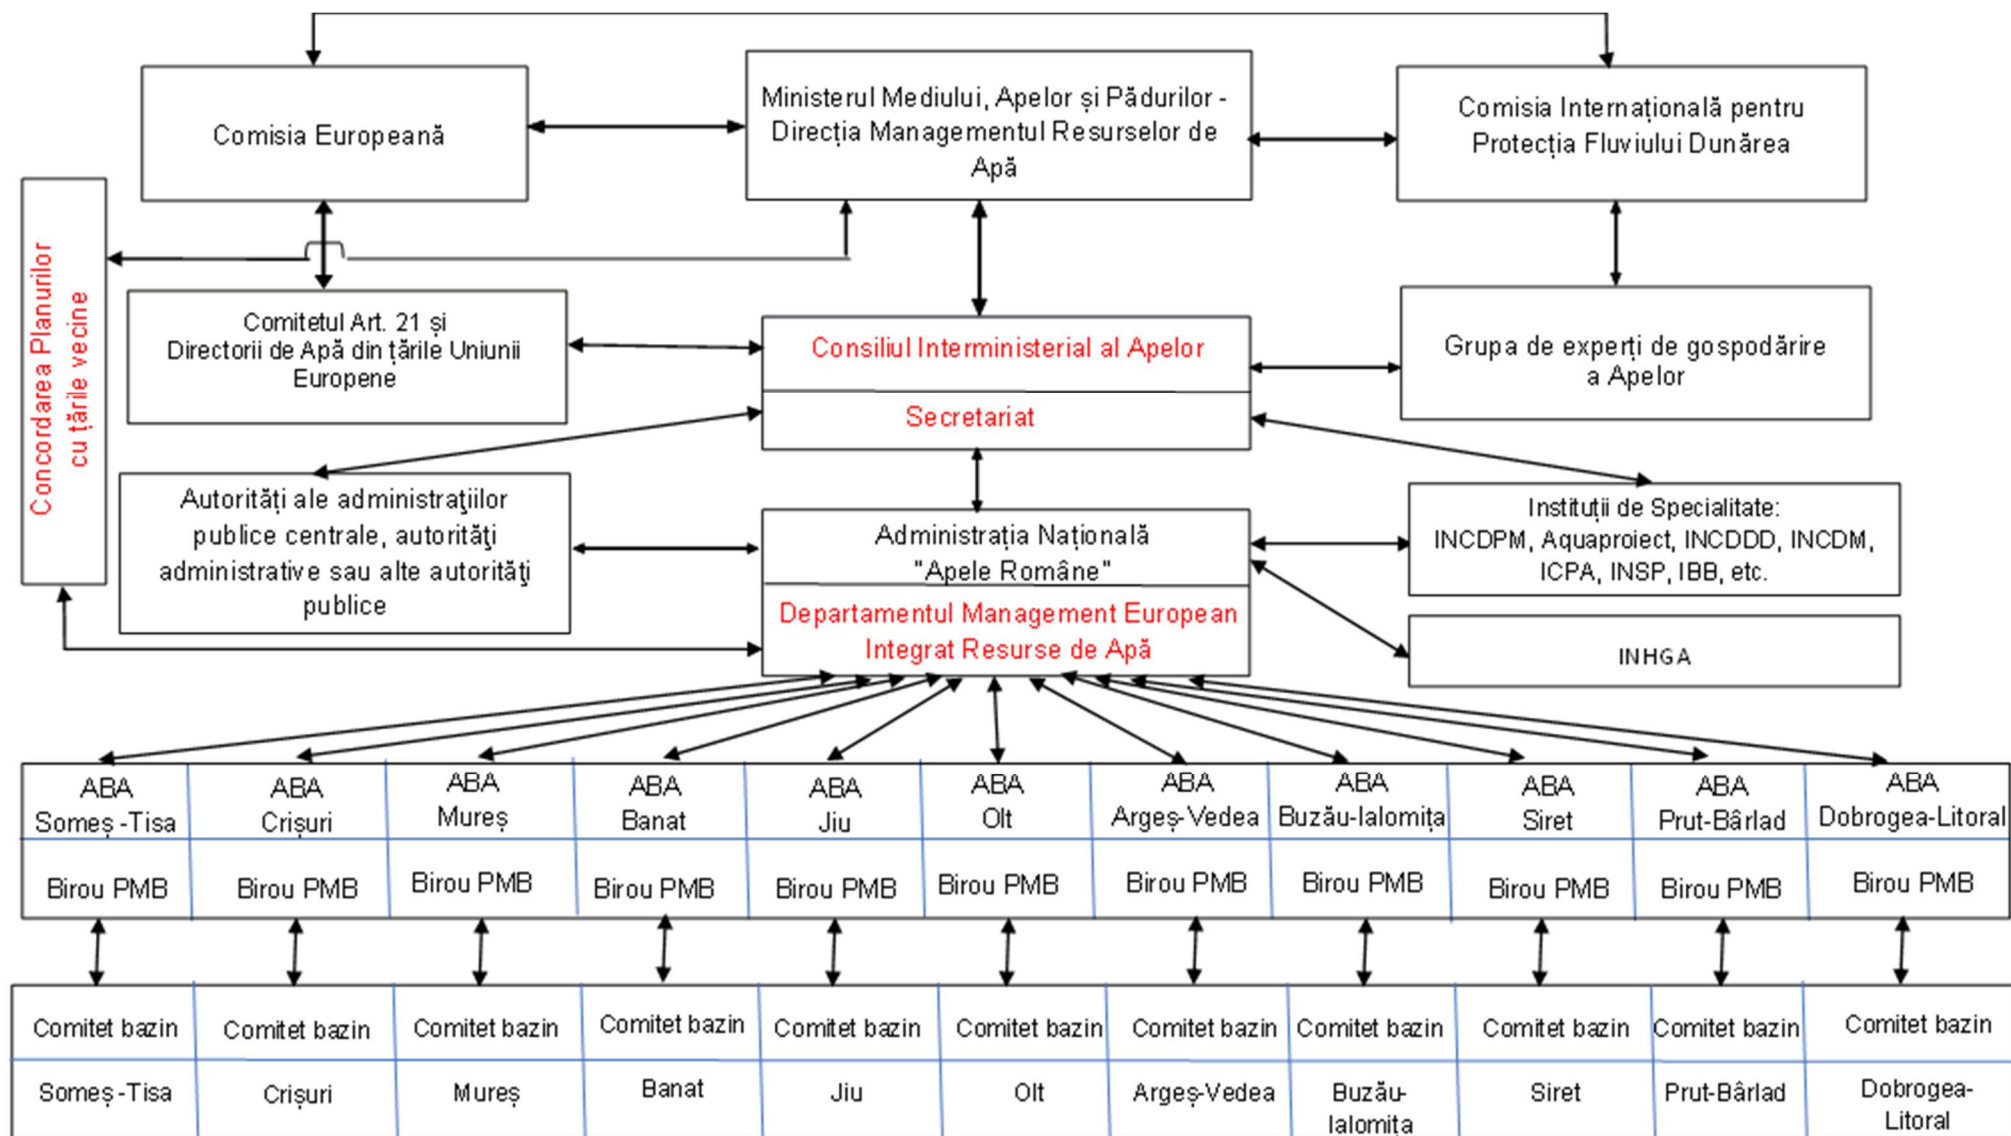 Comisia Europeană
Ministerul Mediului, Apelor și Pădurilor -
Direcția Managementul Resurselor de
Apă
Comisia Internațională pentru
Protecția Fluviului Dunărea
Concordarea Planurilor
cu țările vecine
Comitetul Art. 21 și
Directorii de Apă din țările Uniunii
Europene
Consiliul Interministerial al Apelor
Secretariat
Grupa de experți de gospodărire
a Apelor
Autorități ale administraţiilor
publice centrale, autorităţi
administrative sau alte autorităţi
publice
Administrația Națională
"Apele Române"
Departamentul Management European
Integrat Resurse de Apă
Instituții de Specialitate:
INCDPM, Aquaproiect, INCDDD, INCDM,
ICPA, INSP, IBB, etc.
INHGA
ABA
Someș-Tisa
Birou PMB
ABA
Crișuri
Birou PMB
ABA
Mureș
Birou PMB
ABA
Banat
Birou PMB
ABA
Jiu
Birou PMB
ABA
Olt
Birou PMB
ABA
Argeș-Vedea
Birou PMB
ABA
Buzău-Ialomița
Birou PMB
ABA
Siret
Birou PMB
ABA
Prut-Bârlad
Birou PMB
ABA
Dobrogea-Litoral
Birou PMB
Comitet bazin
Someș-Tisa
Comitet bazin
Crișuri
Comitet bazin
Mureș
Comitet bazin
Banat
Comitet bazin
Jiu
Comitet bazin
Olt
Comitet bazin
Argeș-Vedea
Comitet bazin
Buzău-
Ialomița
Comitet bazin
Siret
Comitet bazin
Prut-Bârlad
Comitet bazin
Dobrogea-
Litoral